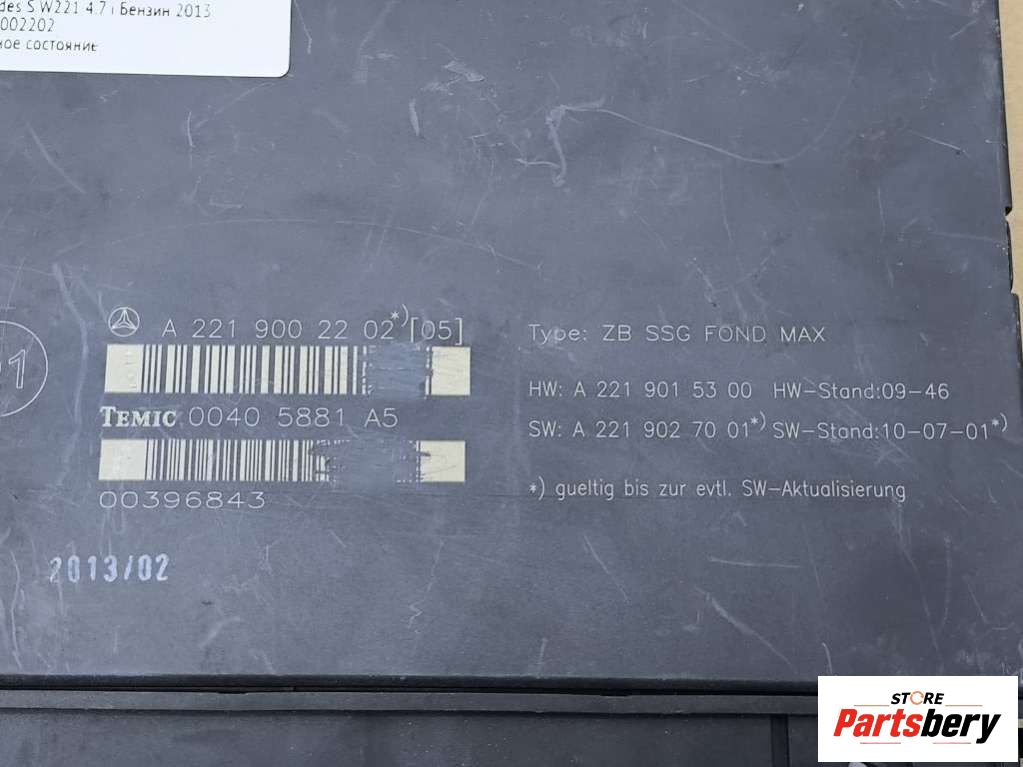 S W221 4.7 i Бензин 2013
002202
состояние
A 221 900 22 02*)[05]
TEMIC 0040 5881 A5
00396843
2013/02
Type: ZB SSG FOND MAX
HW: A 221 901 53 00 HW-Stand:09-46
SW: A 221 902 70 01*) SW-Stand:10-07-01*)
*) gueltig bis zur evtl. SW-Aktualisierung
STORE
Partsbery